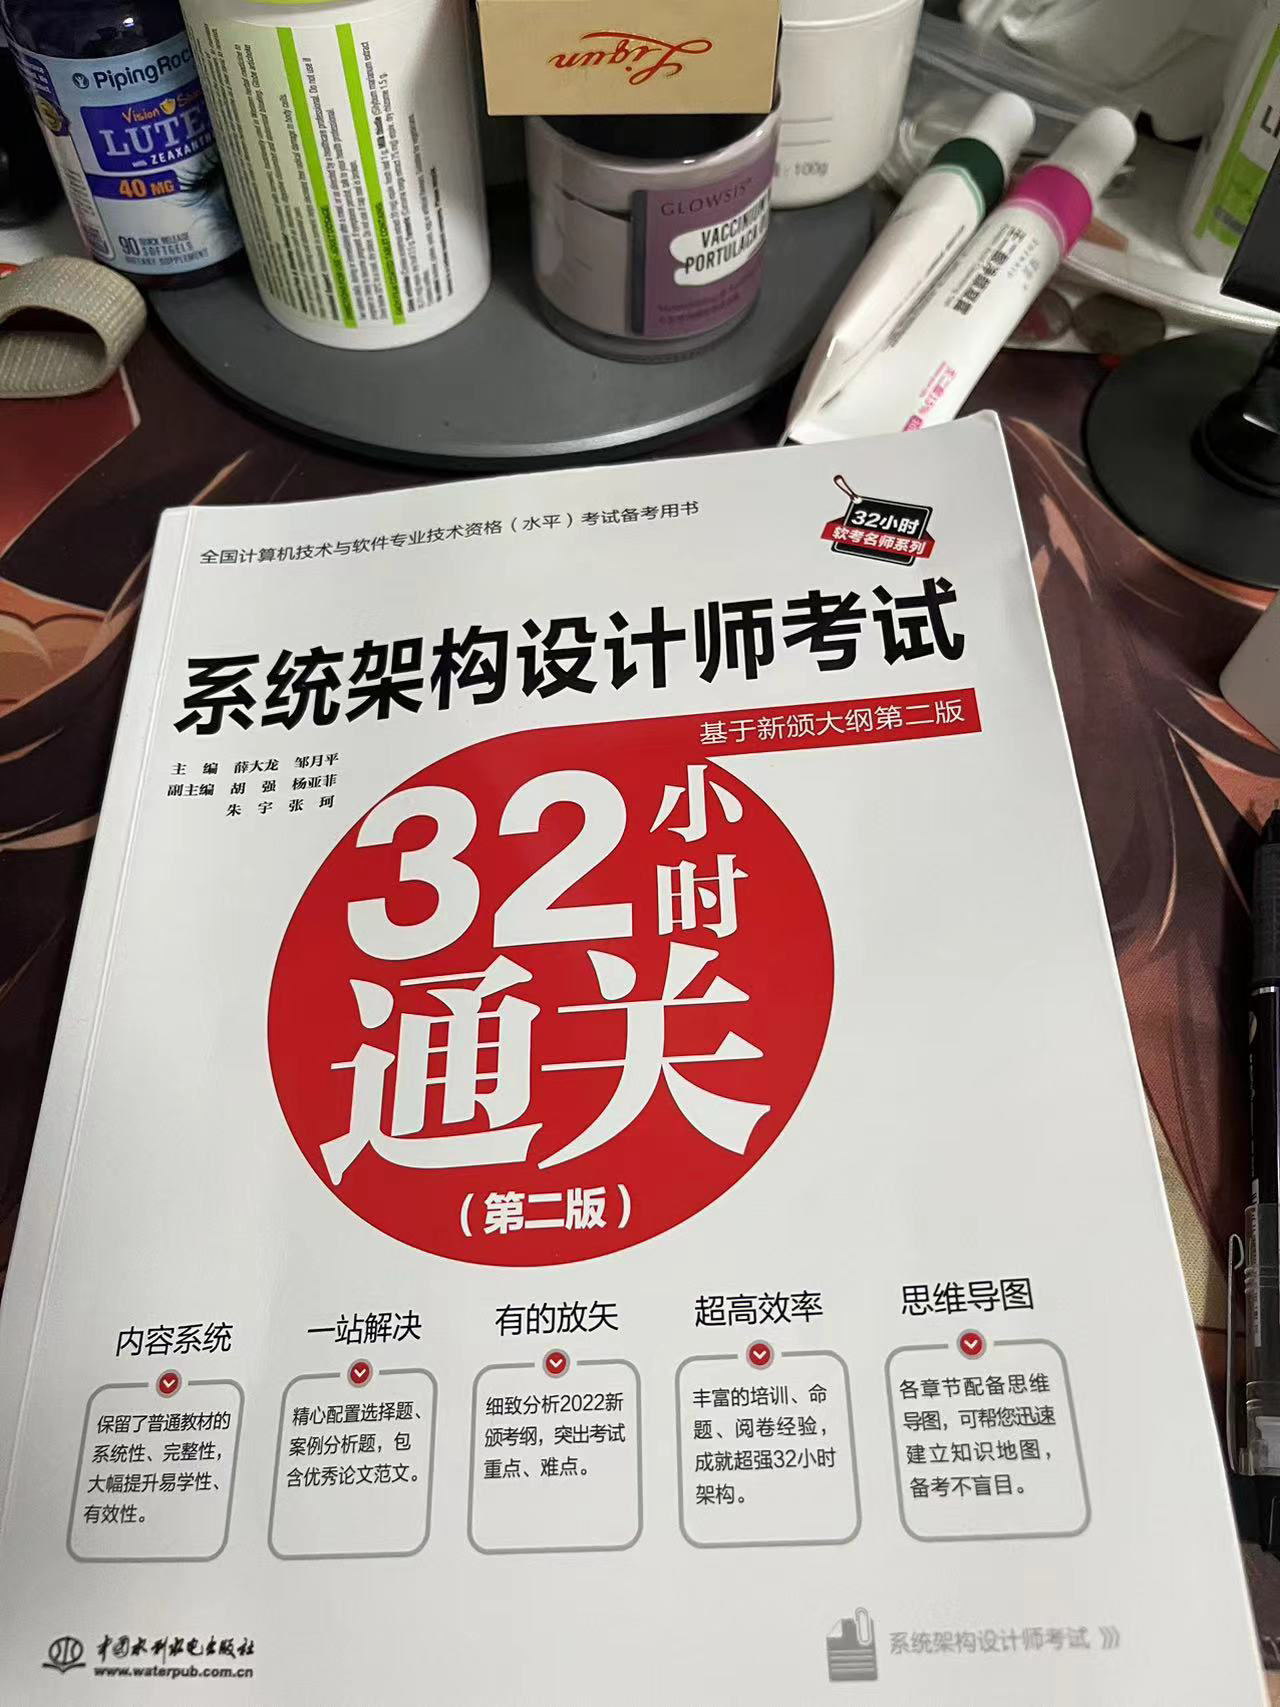 PipingRoc
Vision
LUTE
with ZEAXANTH
40 MG
90 QUICK RELEASE
SOFTGELS
DIETARY SUPPLEMENT
Liqun
100g
GLOWSIS
VACCINIUM
PORTULACA
全国计算机技术与软件专业技术资格（水平）考试备考用书
32小时
软考名师系列
系统架构设计师考试
基于新颁大纲第二版
主 编 薛大龙 邹月平
副主编 胡 强 杨亚菲
朱 宇 张 珂
32小时
通关
（第二版）
内容系统
保留了普通教材的
系统性、完整性，
大幅提升易学性、
有效性。
一站解决
精心配置选择题、
案例分析题，包
含优秀论文范文。
有的放矢
细致分析2022新
颁考纲，突出考试
重点、难点。
超高效率
丰富的培训、命
题、阅卷经验，
成就超强32小时
架构。
思维导图
各章节配备思维
导图，可帮您迅速
建立知识地图，
备考不盲目。
中国水利水电出版社
www.waterpub.com.cn
系统架构设计师考试 》》